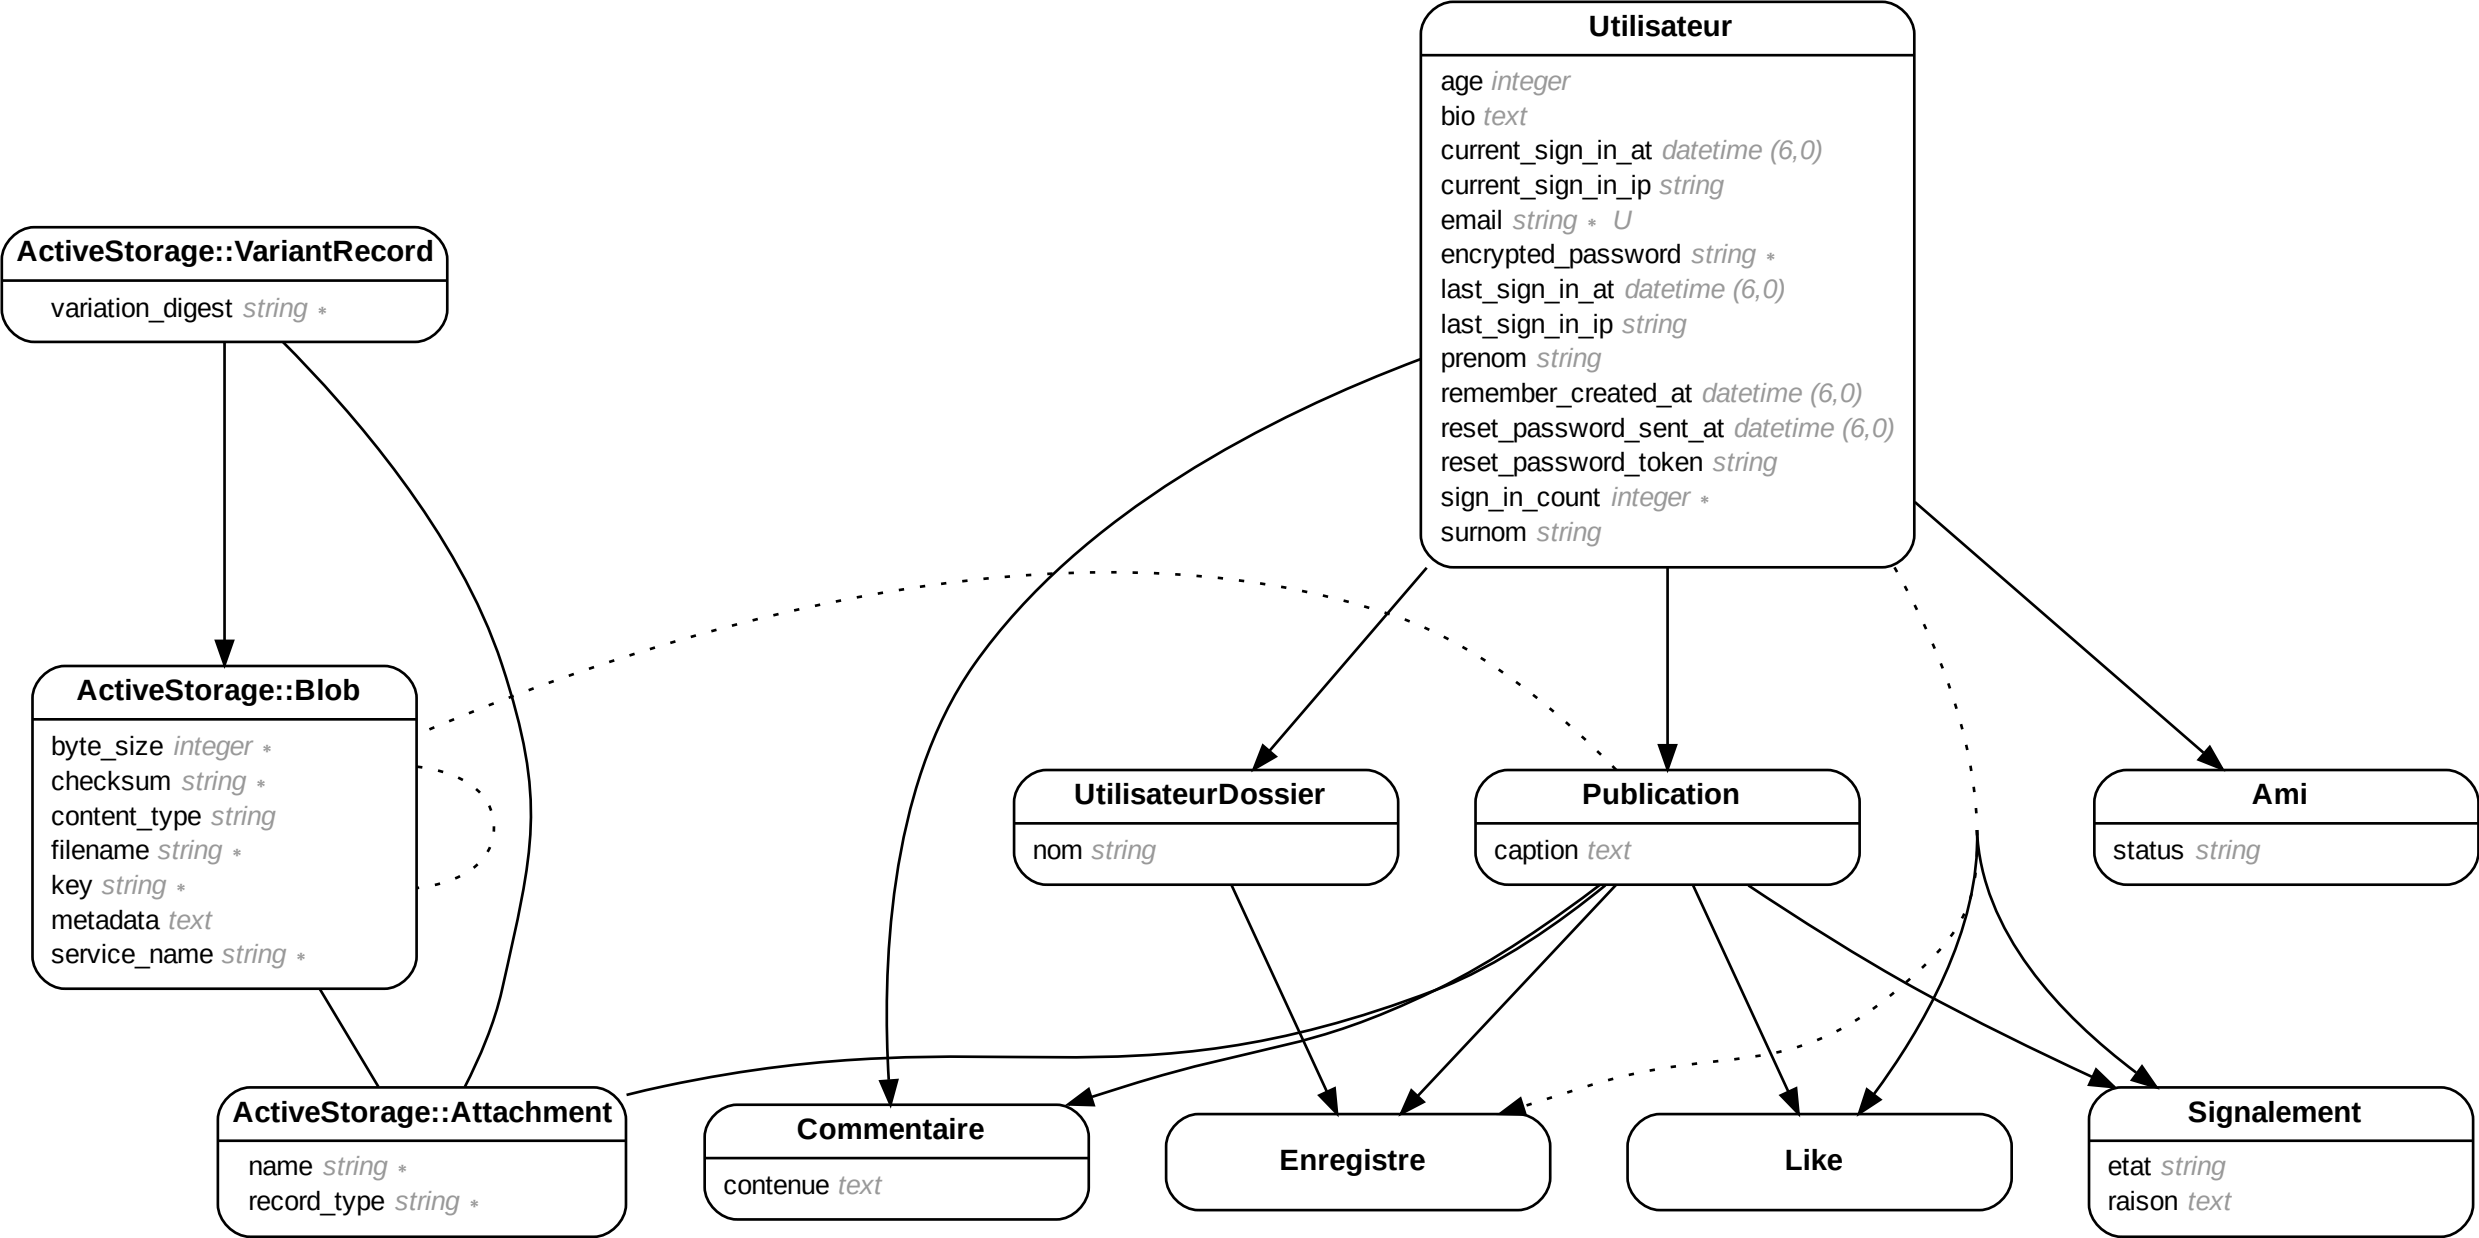 Utilisateur
age integer
bio text
current_sign_in_at datetime (6,0)
current_sign_in_ip string
email string * U
encrypted_password string *
last_sign_in_at datetime (6,0)
last_sign_in_ip string
prenom string
remember_created_at datetime (6,0)
reset_password_sent_at datetime (6,0)
reset_password_token string
sign_in_count integer *
surnom string
ActiveStorage::VariantRecord
variation_digest string *
ActiveStorage::Blob
byte_size integer *
checksum string *
content_type string
filename string *
key string *
metadata text
service_name string *
UtilisateurDossier
nom string
Publication
caption text
Ami
status string
ActiveStorage::Attachment
name string *
record_type string *
Commentaire
contenue text
Enregistre
Like
Signalement
etat string
raison text